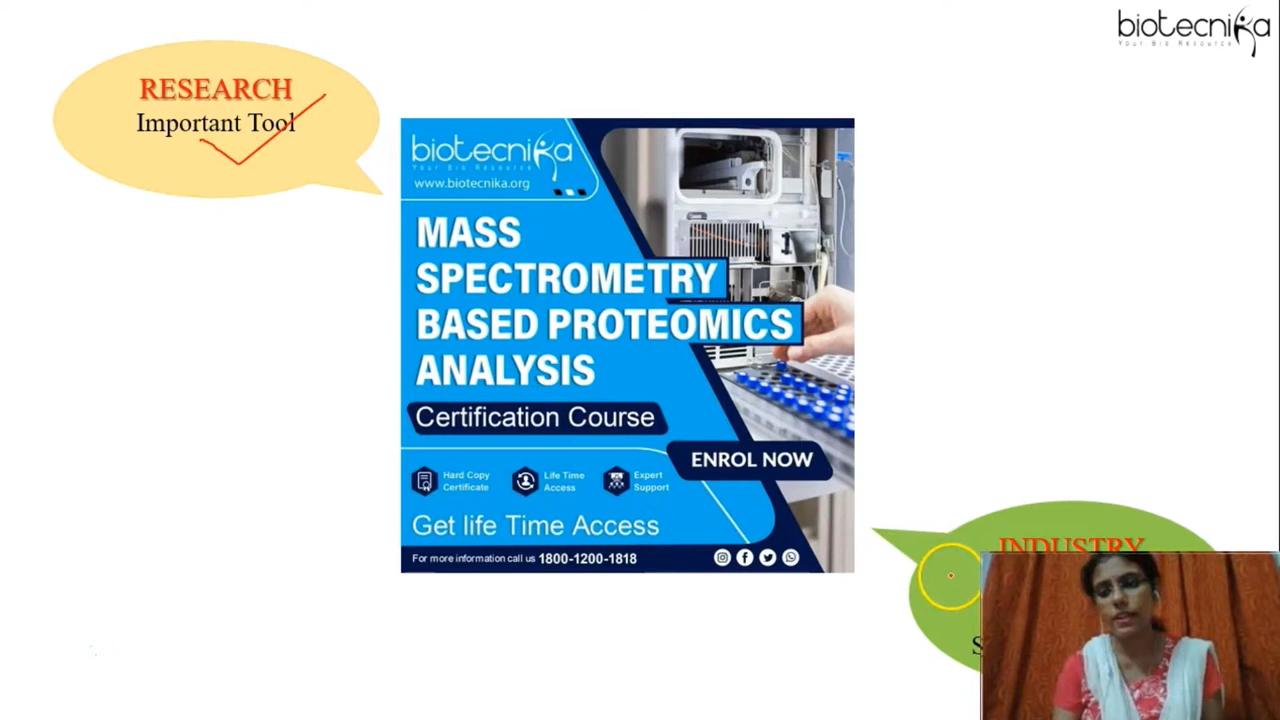 biotecnika
Your Bio Resource
RESEARCH
Important Tool
biotecnika
Your Bio Resource
www.biotecnika.org
MASS
SPECTROMETRY
BASED PROTEOMICS
ANALYSIS
Certification Course
ENROL NOW
Hard Copy
Certificate
Life Time
Access
Expert
Support
Get life Time Access
For more information call us 1800-1200-1818
INDUSTRY